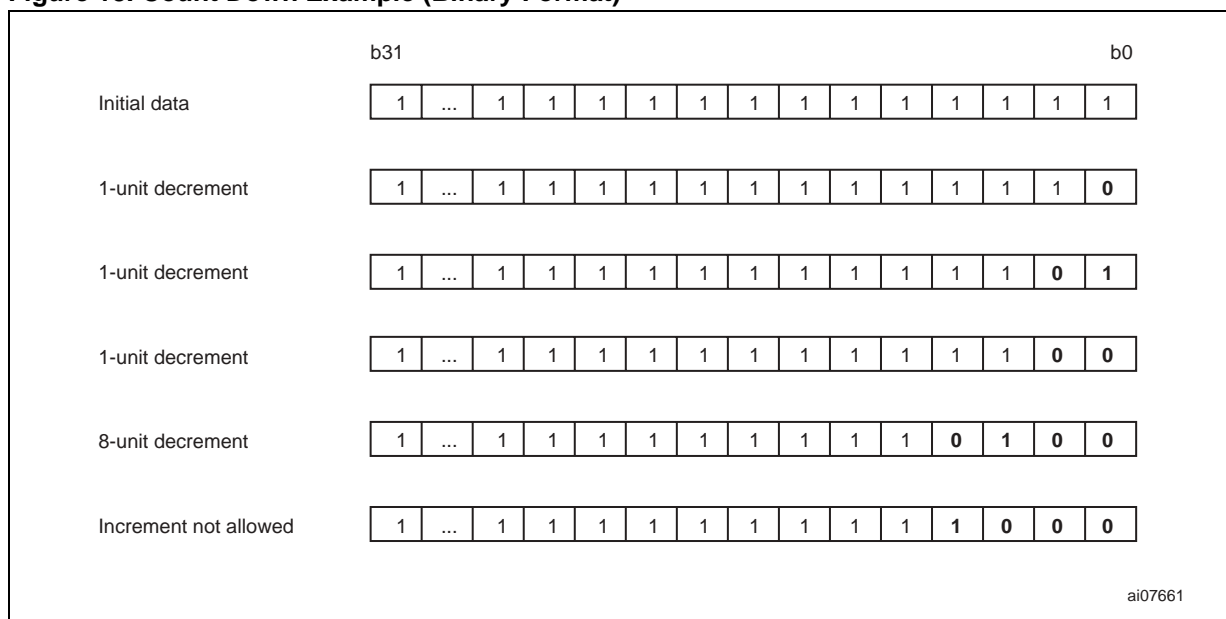 Figure Count Down Example (Binary Format)
b31 b0
Initial data 1 ... 1 1 1 1 1 1 1 1 1 1 1 1 1
1-unit decrement 1 ... 1 1 1 1 1 1 1 1 1 1 1 1 0
1-unit decrement 1 ... 1 1 1 1 1 1 1 1 1 1 1 0 1
1-unit decrement 1 ... 1 1 1 1 1 1 1 1 1 1 1 0 0
8-unit decrement 1 ... 1 1 1 1 1 1 1 1 1 0 1 0 0
Increment not allowed 1 ... 1 1 1 1 1 1 1 1 1 1 0 0 0
ai07661